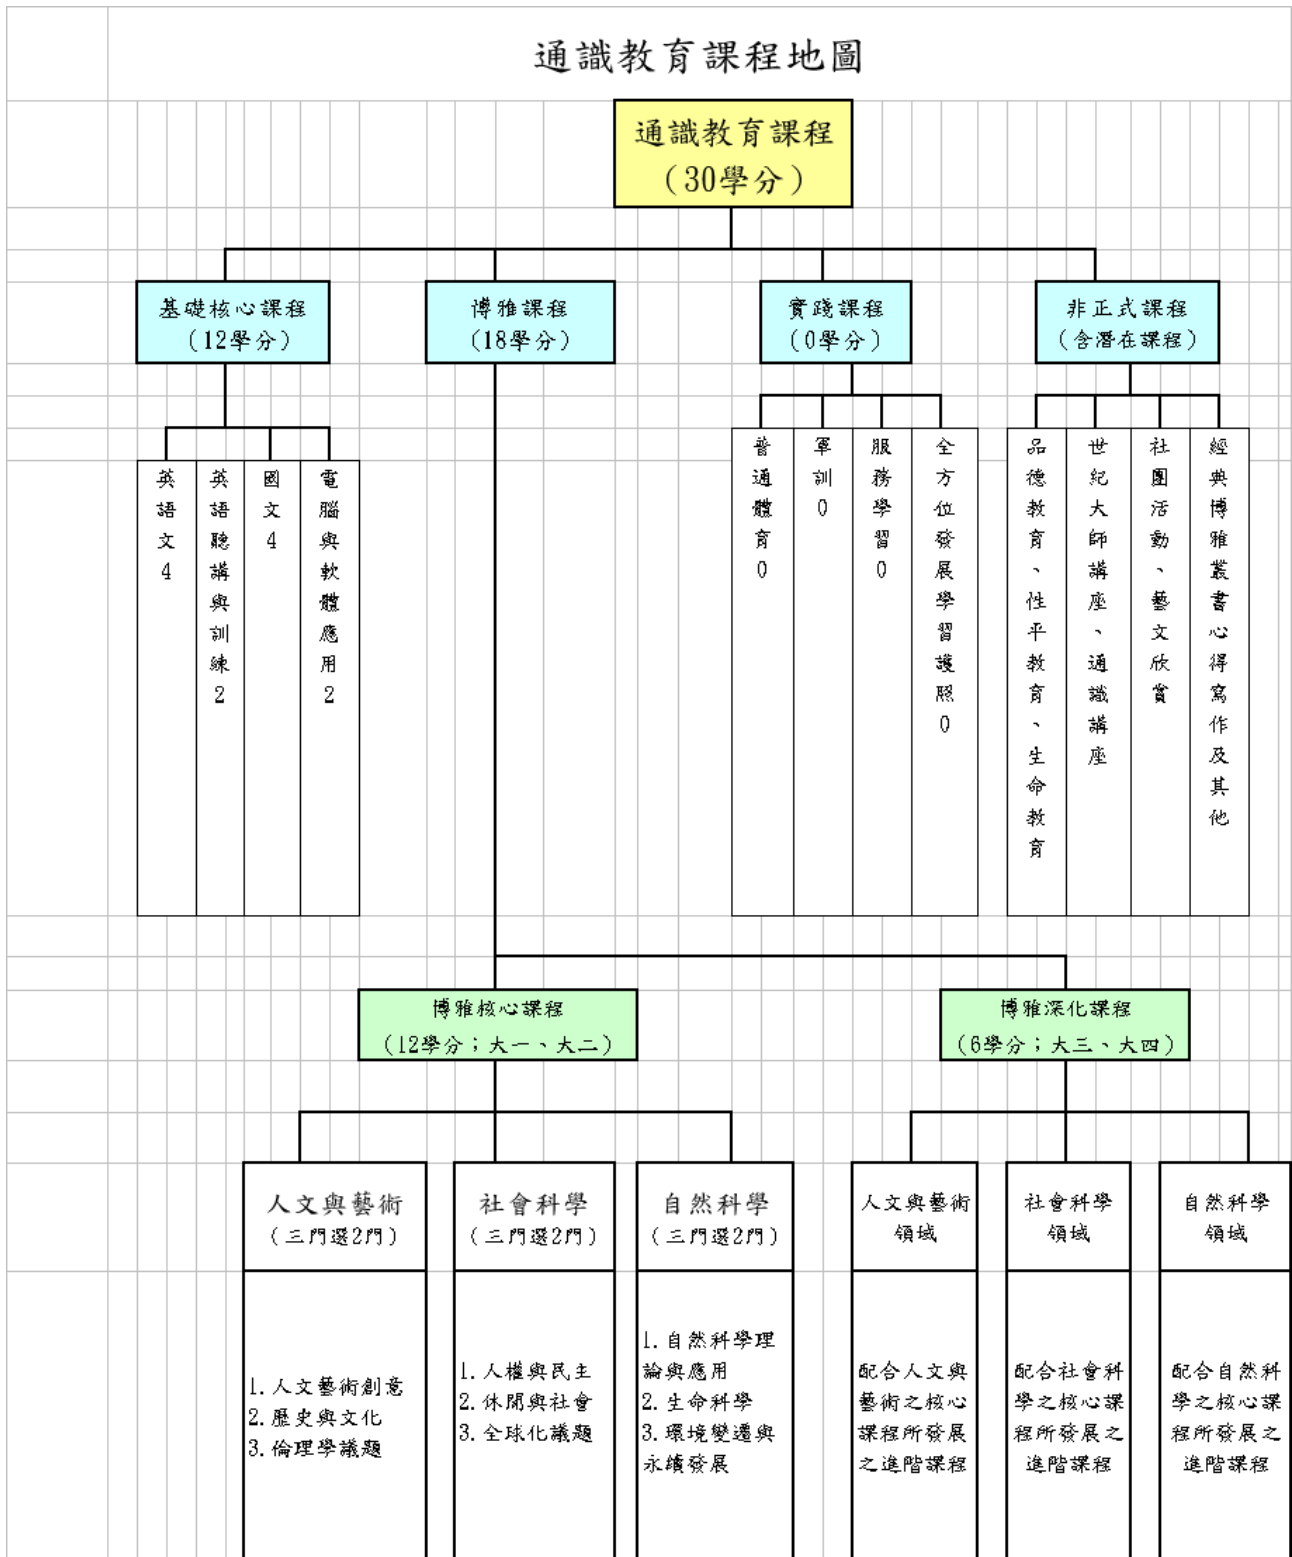 通識教育課程地圖
通識教育課程
（30學分）
基礎核心課程
（12學分）
博雅課程
（18學分）
實踐課程
（0學分）
非正式課程
（含潛在課程）
英語文4
英語聽講與訓練2
國文4
電腦與軟體應用2
普通體育0
軍訓0
服務學習0
全方位發展學習護照0
品德教育、性平教育、生命教育
世紀大師講座、通識講座
社團活動、藝文欣賞
經典博雅叢書心得寫作及其他
博雅核心課程
（12學分；大一、大二）
博雅深化課程
（6學分；大三、大四）
人文與藝術
（三門選2門）
社會科學
（三門選2門）
自然科學
（三門選2門）
人文與藝術
領域
社會科學
領域
自然科學
領域
1.人文藝術創意
2.歷史與文化
3.倫理學議題
1.人權與民主
2.休閒與社會
3.全球化議題
1.自然科學理
論與應用
2.生命科學
3.環境變遷與
永續發展
配合人文與
藝術之核心
課程所發展
之進階課程
配合社會科
學之核心課
程所發展之
進階課程
配合自然科
學之核心課
程所發展之
進階課程